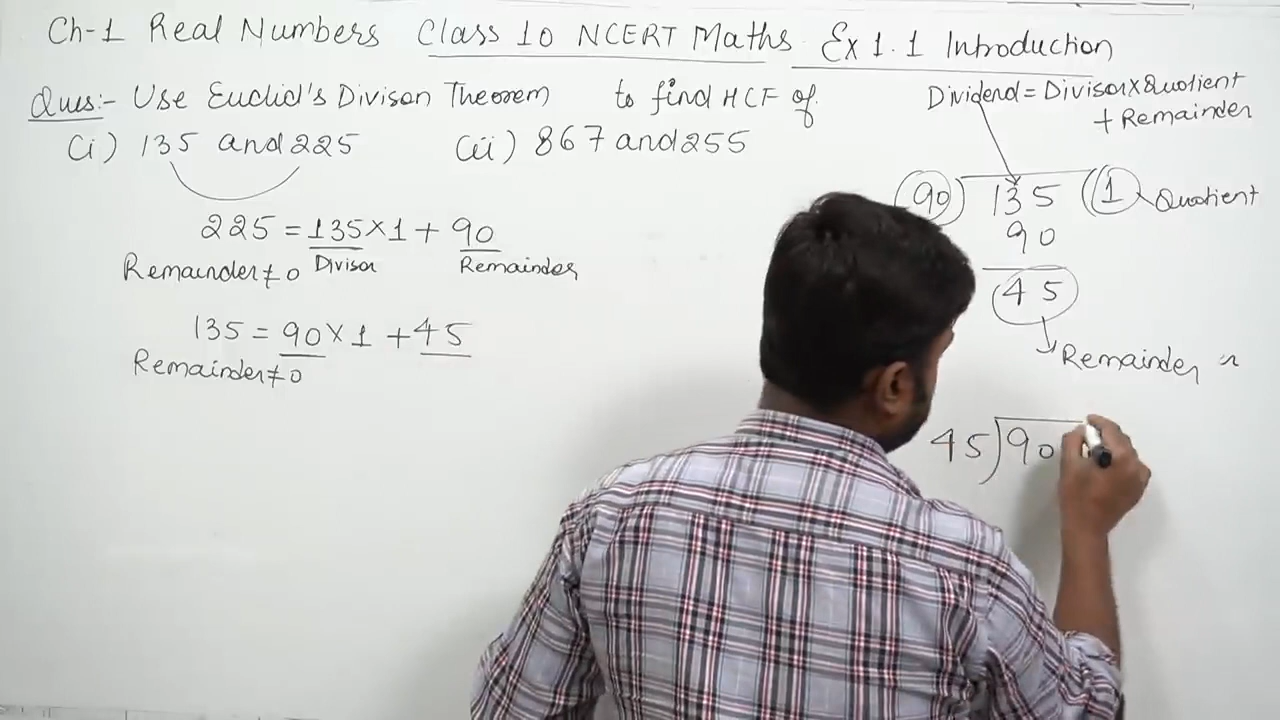 Ch-1 Real Numbers Class 10 NCERT Maths Ex 1.1 Introduction
Ques:- Use Euclid's Divison Theorem to find HCF of.
(i) 135 and 225 (iii) 867 and 255
225 = 135 × 1 + 90
Divisor Remainder
Remainder ≠ 0
135 = 90 × 1 + 45
Remainder ≠ 0
Dividend = Divisor × Quotient
+ Remainder
90) 135 (1 Quotient
90
45
Remainder
45) 90